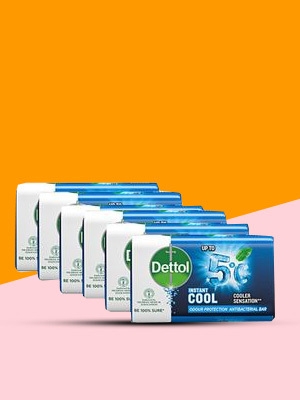 Dettol
BE 100% SURE*
UP TO
5°C
INSTANT
COOL
COOLER
SENSATION**
ODOUR PROTECTION ANTIBACTERIAL BAR